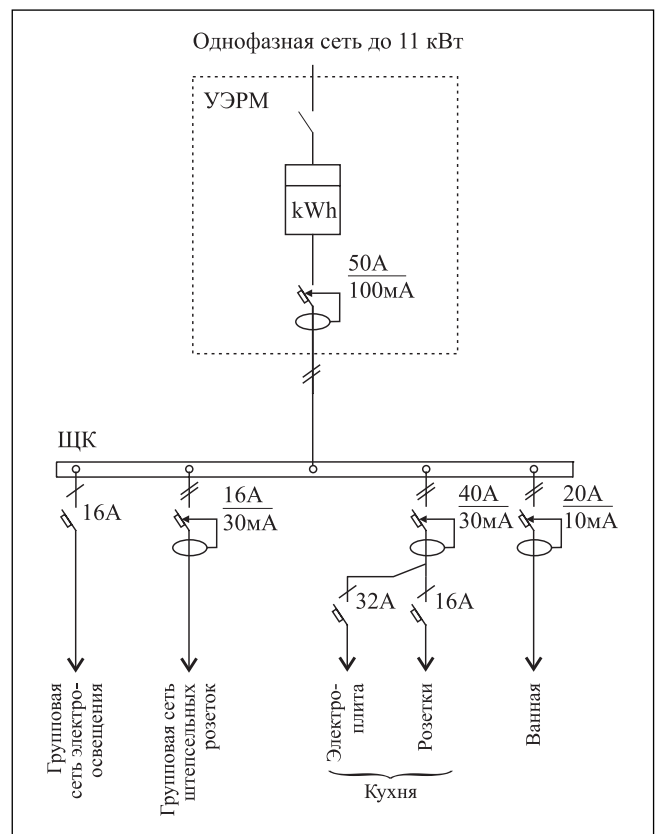 Однофазная сеть до 11 кВт
УЭРМ
kWh
50А
100мА
ЩК
16А
16А
30мА
40А
30мА
20А
10мА
32А
16А
Групповая
сеть электро-
освещения
Групповая сеть
штепсельных
розеток
Электро-
плита
Розетки
Ванная
Кухня